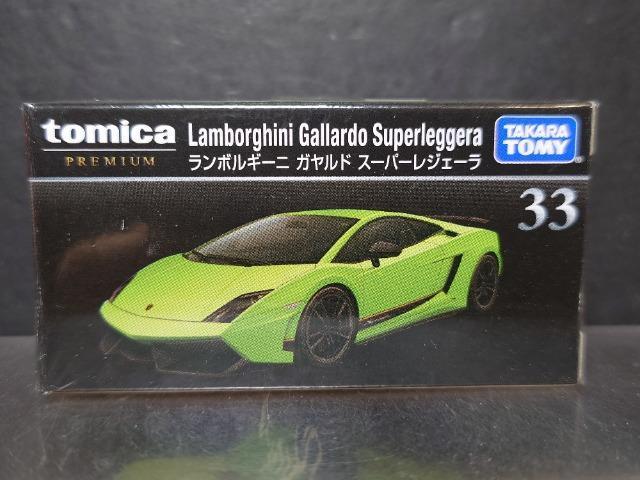 tomica
PREMIUM
Lamborghini Gallardo Superleggera
ランボルギーニ ガヤルド スーパーレジェーラ
TAKARA
TOMY
33